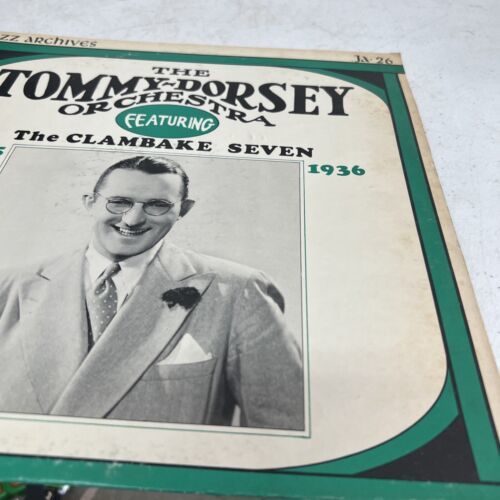 ZZ ARCHIVES JA-26
THE
TOMMY DORSEY
ORCHESTRA
FEATURING
The CLAMBAKE SEVEN
1936